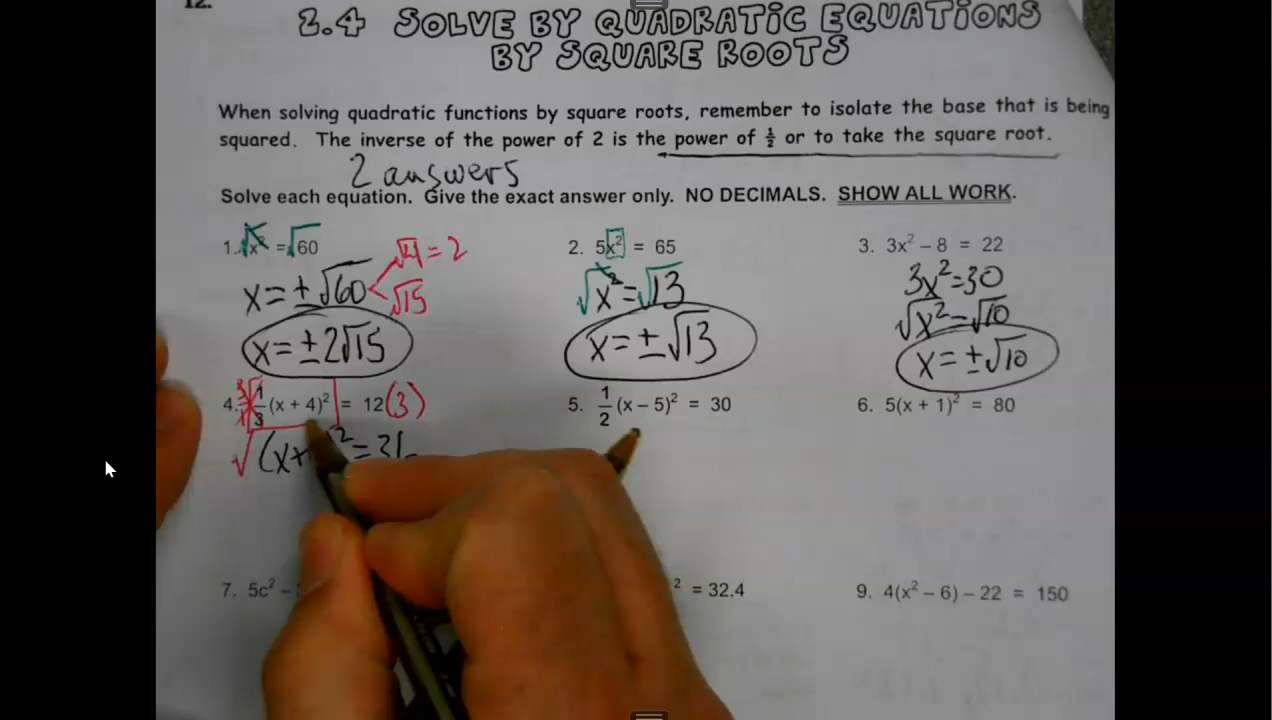 12.
2.4 SOLVE BY QUADRATIC EQUATIONS
BY SQUARE ROOTS
When solving quadratic functions by square roots, remember to isolate the base that is being
squared. The inverse of the power of 2 is the power of ½ or to take the square root.
2 answers
Solve each equation. Give the exact answer only. NO DECIMALS. SHOW ALL WORK.
1. √x² = √60
√4 = 2
x = ±√60
√15
x = ±2√15
2. 5x² = 65
√x² = √13
x = ±√13
3. 3x² – 8 = 22
3x² = 30
√x² = √10
x = ±√10
4. 1/3 (x + 4)² = 12 (3)
5. 1/2 (x – 5)² = 30
6. 5(x + 1)² = 80
7. 5c² –
² = 32.4
9. 4(x² – 6) – 22 = 150